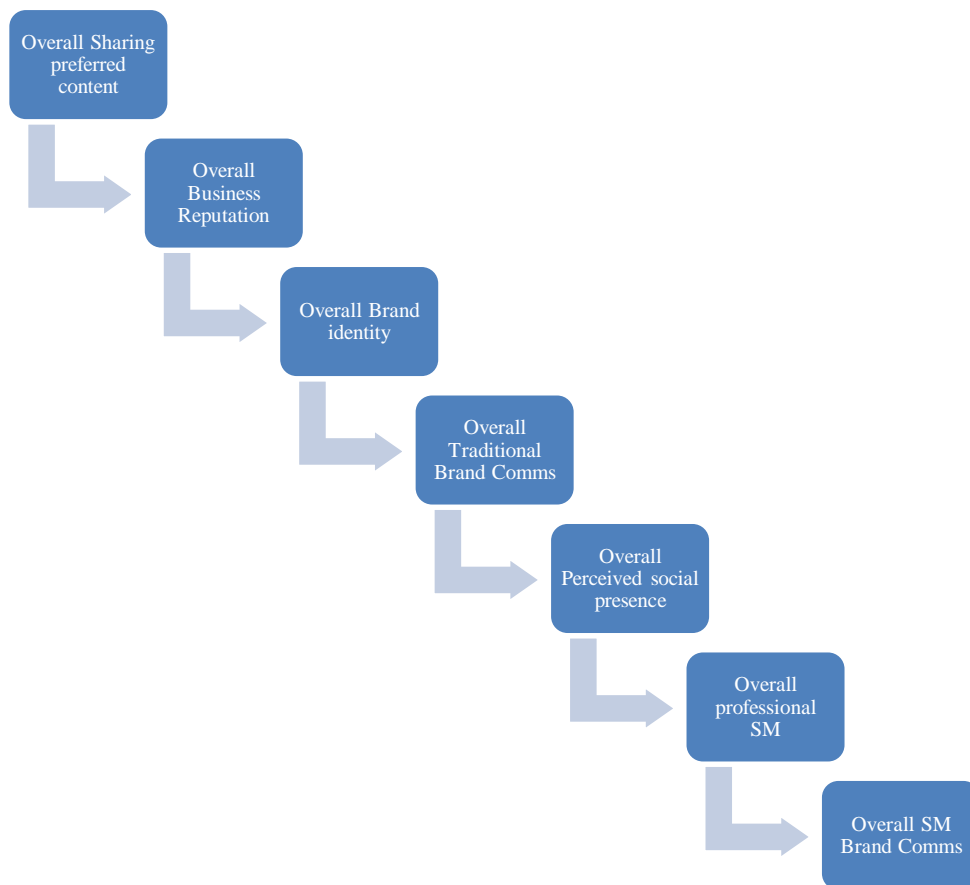 Overall Sharing
preferred
content
Overall
Business
Reputation
Overall Brand
identity
Overall
Traditional
Brand Comms
Overall
Perceived social
presence
Overall
professional
SM
Overall SM
Brand Comms